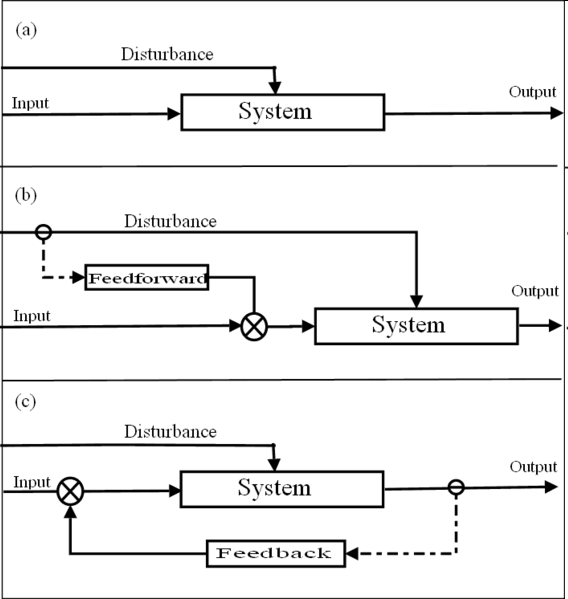 (a)
Disturbance
Input
System
Output
(b)
Disturbance
Feedforward
Input
System
Output
(c)
Disturbance
Input
System
Output
Feedback